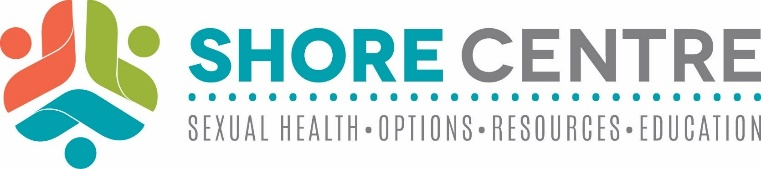 SHORE CENTRE
SEXUAL HEALTH • OPTIONS • RESOURCES • EDUCATION